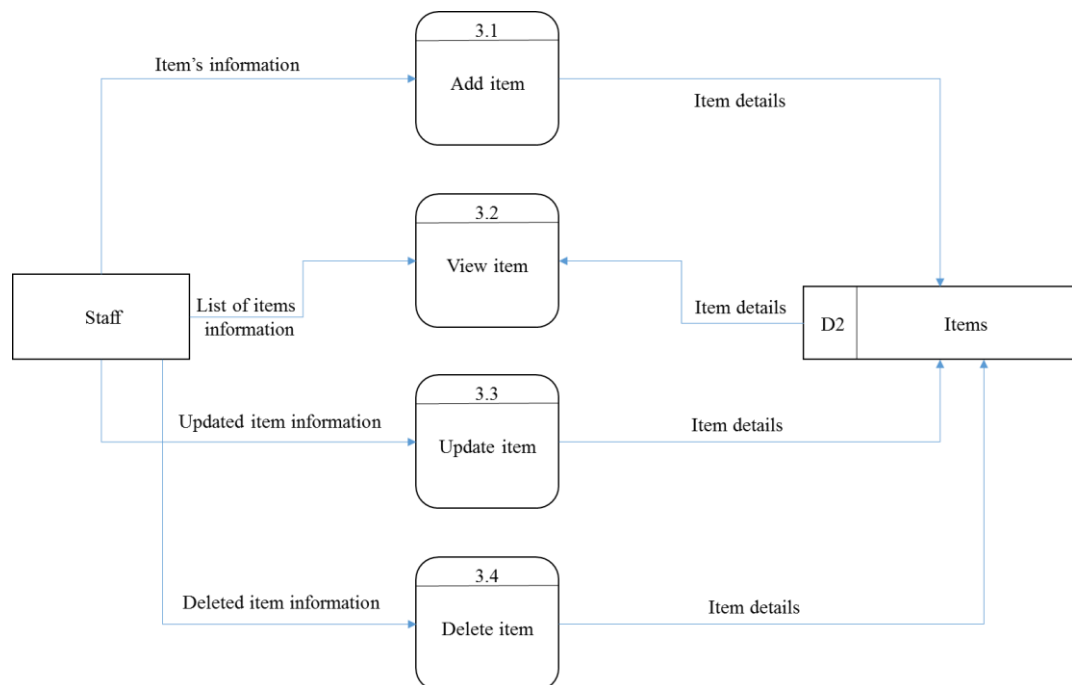 3.1
Item's information
Add item
Item details
3.2
View item
List of items
information
Item details
Staff
D2
Items
3.3
Updated item information
Update item
Item details
3.4
Deleted item information
Delete item
Item details